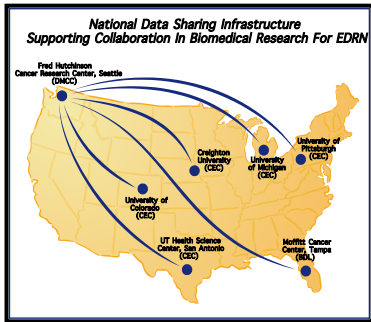 National Data Sharing Infrastructure
Supporting Collaboration in Biomedical Research For EDRN
Fred Hutchinson
Cancer Research Center, Seattle
(DMCC)
Creighton
University
(CEC)
University
of Michigan
(CEC)
University of
Pittsburgh
(CEC)
University of
Colorado
(CEC)
UT Health Science
Center, San Antonio
(CEC)
Moffitt Cancer
Center, Tampa
(BDL)